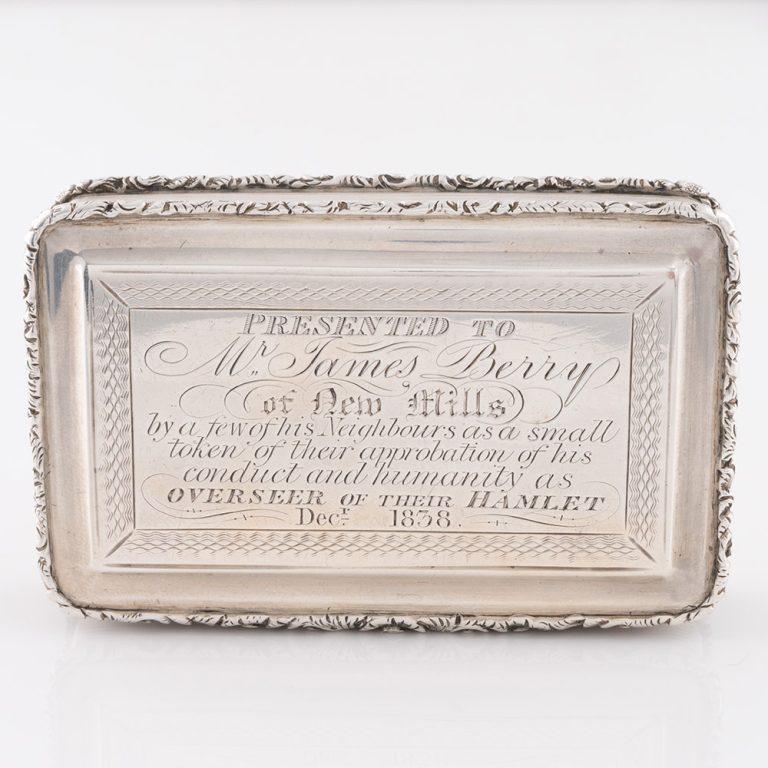 PRESENTED TO
Mr. James Berry
of New Mills
by a few of his Neighbours as a small
token of their approbation of his
conduct and humanity as
OVERSEER OF THEIR HAMLET
Decr 1838.